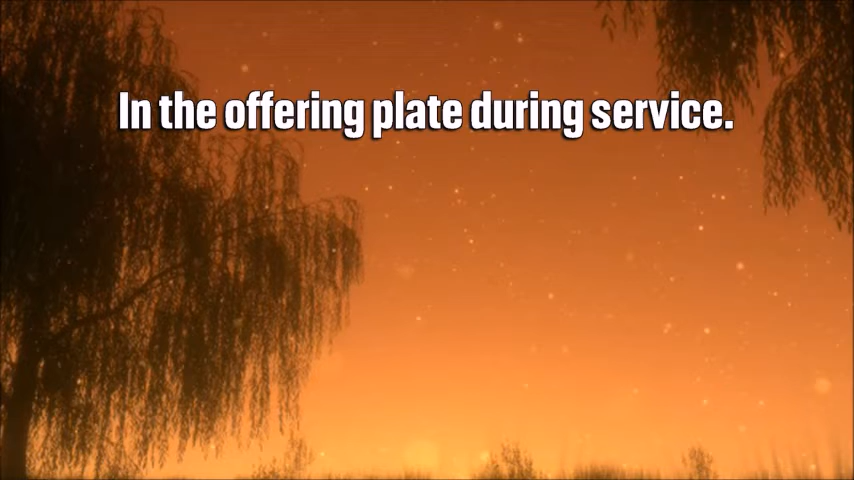 In the offering plate during service.